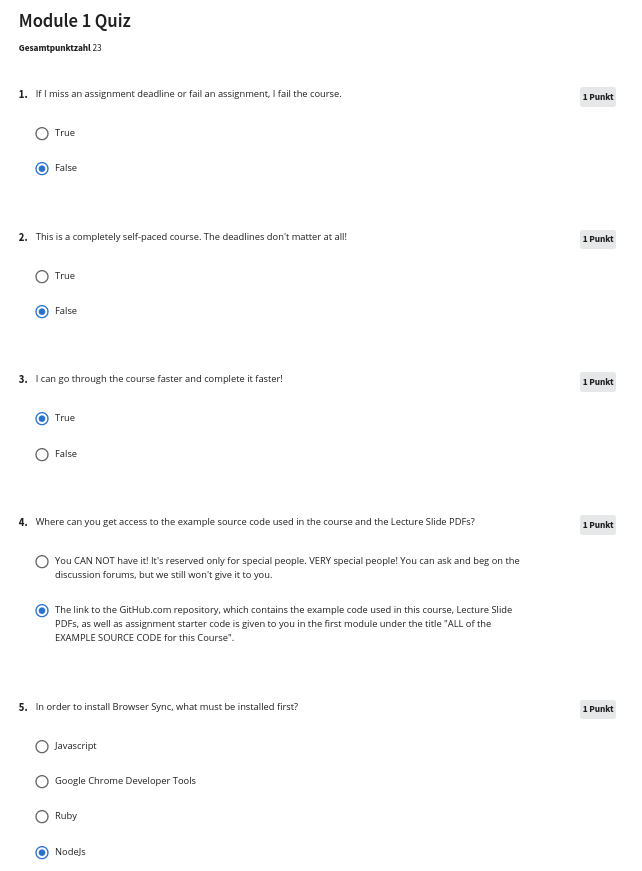 Module 1 Quiz
Gesamtpunktzahl 23
1. If I miss an assignment deadline or fail an assignment, I fail the course.
1 Punkt
True
False
2. This is a completely self-paced course. The deadlines don't matter at all!
1 Punkt
True
False
3. I can go through the course faster and complete it faster!
1 Punkt
True
False
4. Where can you get access to the example source code used in the course and the Lecture Slide PDFs?
1 Punkt
You CAN NOT have it! It's reserved only for special people. VERY special people! You can ask and beg on the
discussion forums, but we still won't give it to you.
The link to the GitHub.com repository, which contains the example code used in this course, Lecture Slide
PDFs, as well as assignment starter code is given to you in the first module under the title "ALL of the
EXAMPLE SOURCE CODE for this Course".
5. In order to install Browser Sync, what must be installed first?
1 Punkt
Javascript
Google Chrome Developer Tools
Ruby
NodeJs